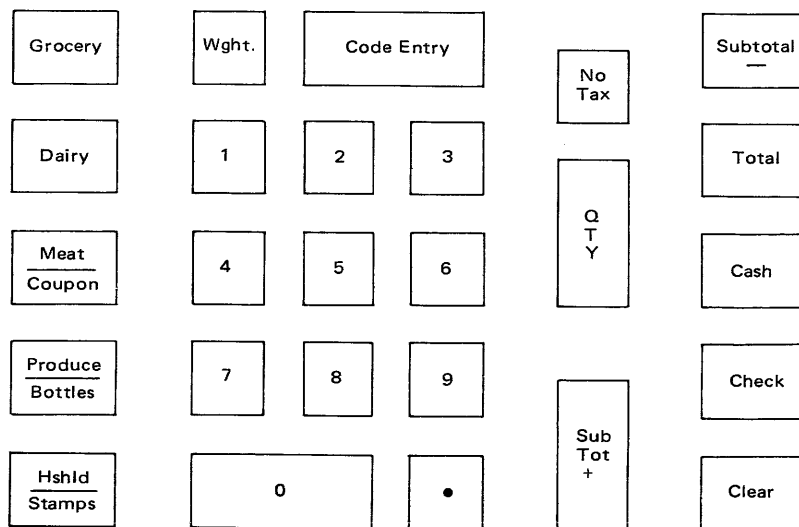 Grocery
Wght.
Code Entry
No
Tax
Subtotal
—
Dairy
1
2
3
Q
T
Y
Total
Meat
Coupon
4
5
6
Cash
Produce
Bottles
7
8
9
Sub
Tot
+
Check
Hshld
Stamps
0
•
Clear